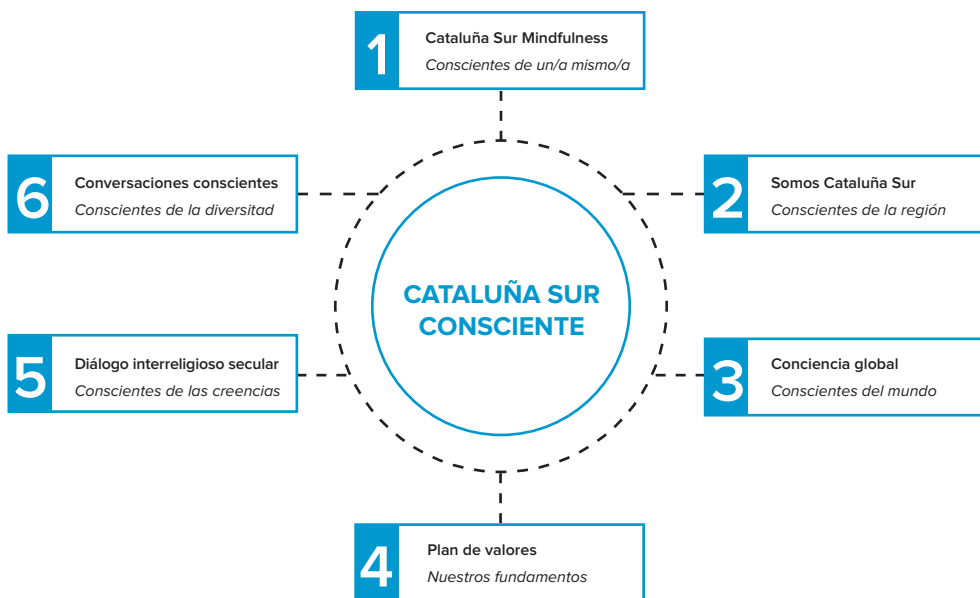 1
Cataluña Sur Mindfulness
Conscientes de un/a mismo/a
2
Somos Cataluña Sur
Conscientes de la región
3
Conciencia global
Conscientes del mundo
4
Plan de valores
Nuestros fundamentos
5
Diálogo interreligioso secular
Conscientes de las creencias
6
Conversaciones conscientes
Conscientes de la diversitad
CATALUÑA SUR
CONSCIENTE